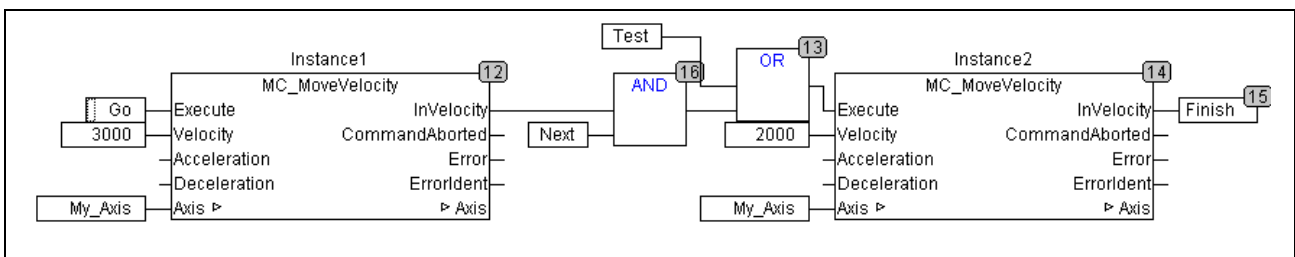 Test
Instance1
12
MC_MoveVelocity
Go
Execute
InVelocity
3000
Velocity
CommandAborted
Acceleration
Error
Deceleration
ErrorIdent
My_Axis
Axis ▷
▷ Axis
AND
16
Next
OR
13
Instance2
14
MC_MoveVelocity
Execute
InVelocity
2000
Velocity
CommandAborted
Acceleration
Error
Deceleration
ErrorIdent
My_Axis
Axis ▷
▷ Axis
Finish
15